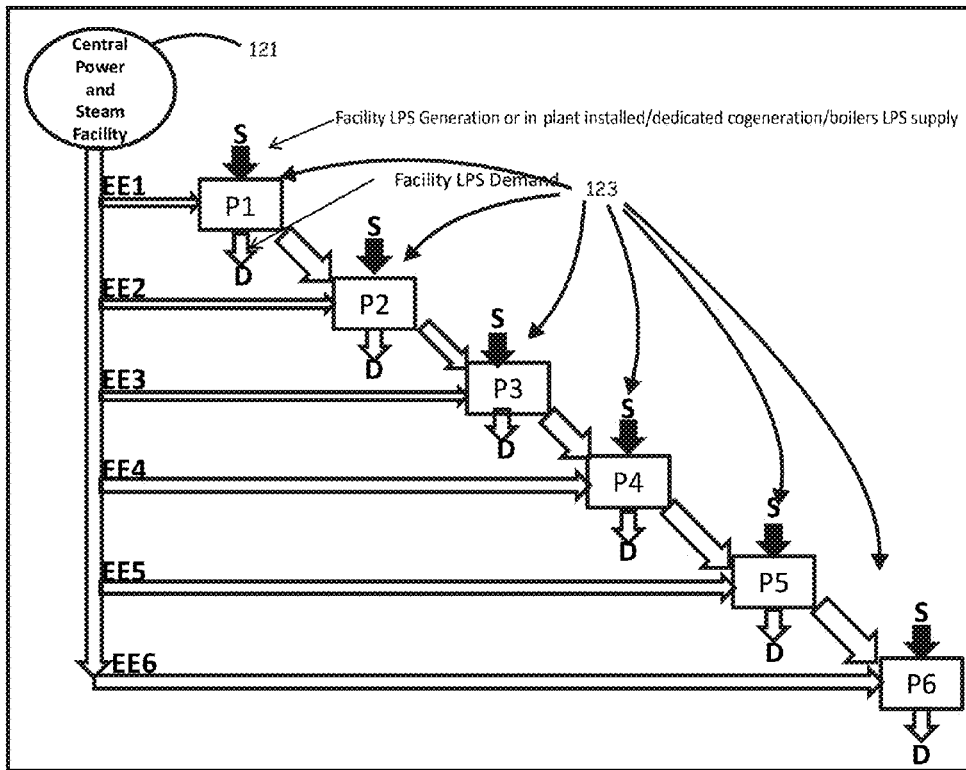 Central
Power
and
Steam
Facility
121
S
Facility LPS Generation or in plant installed/dedicated cogeneration/boilers LPS supply
EE1
P1
Facility LPS Demand
123
D
S
EE2
P2
D
S
EE3
P3
D
S
EE4
P4
D
S
EE5
P5
D
S
EE6
P6
D